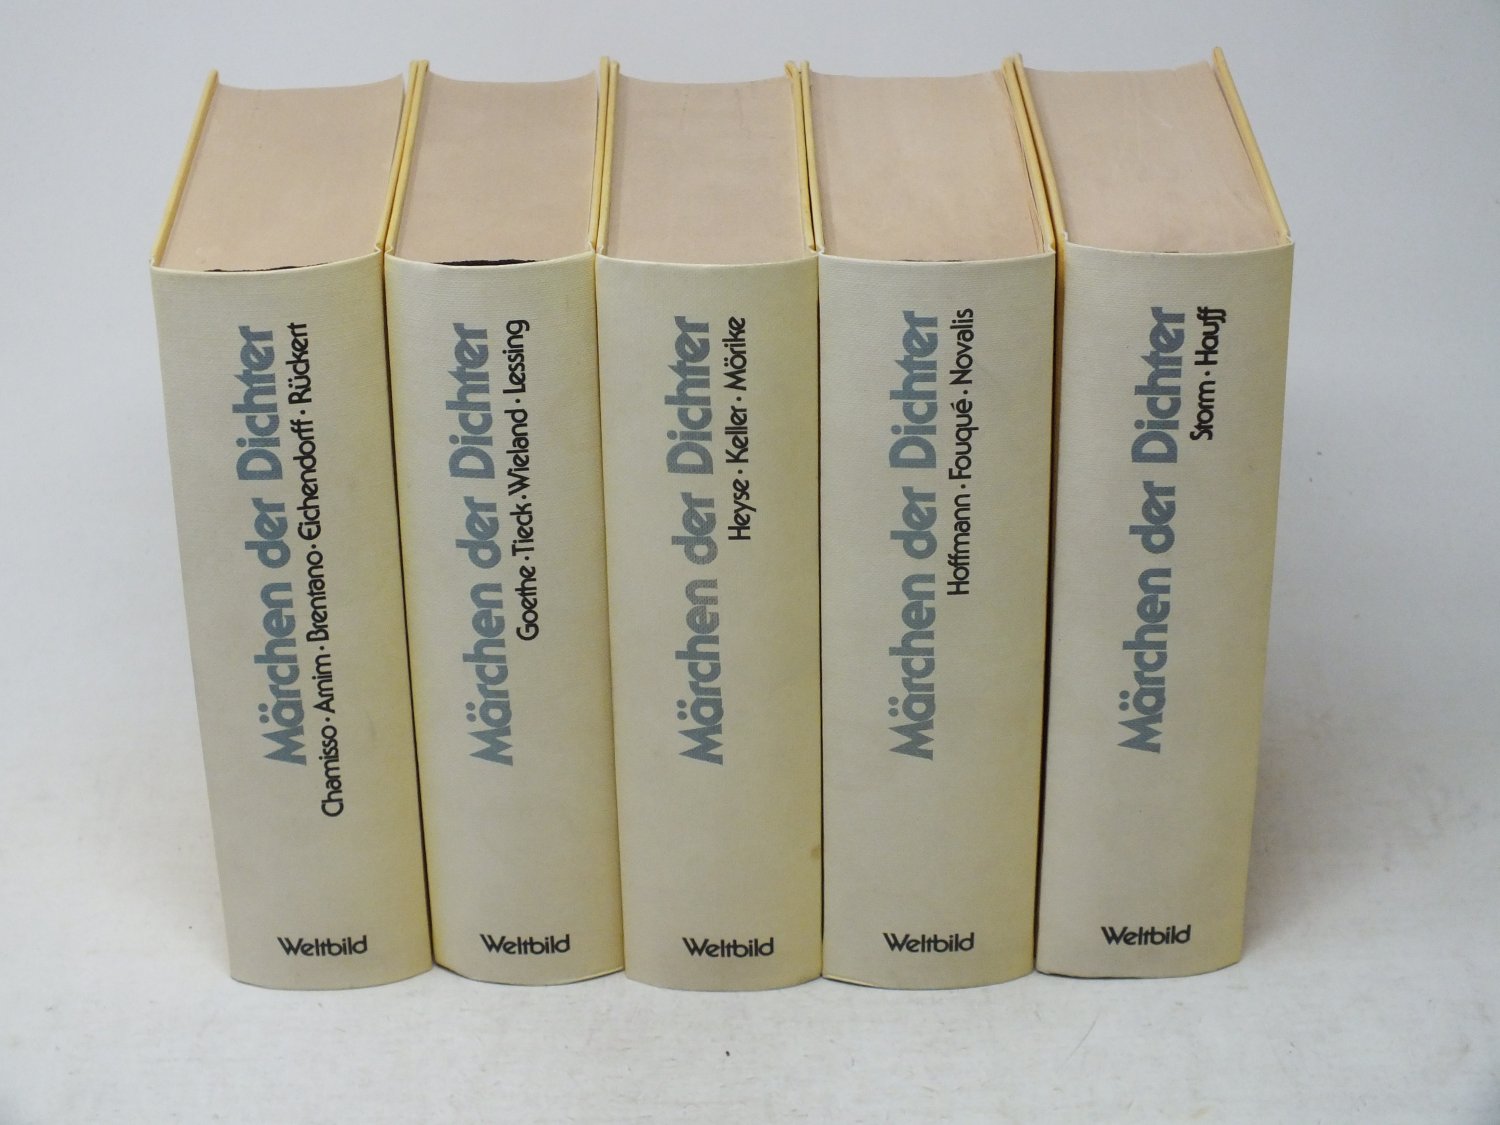 Märchen der Dichter
Chamisso · Arnim · Brentano · Eichendorff · Rückert
Weltbild
Märchen der Dichter
Goethe · Tieck · Wieland · Lessing
Weltbild
Märchen der Dichter
Heyse · Keller · Mörike
Weltbild
Märchen der Dichter
Hoffmann · Fouqué · Novalis
Weltbild
Märchen der Dichter
Storm · Hauff
Weltbild